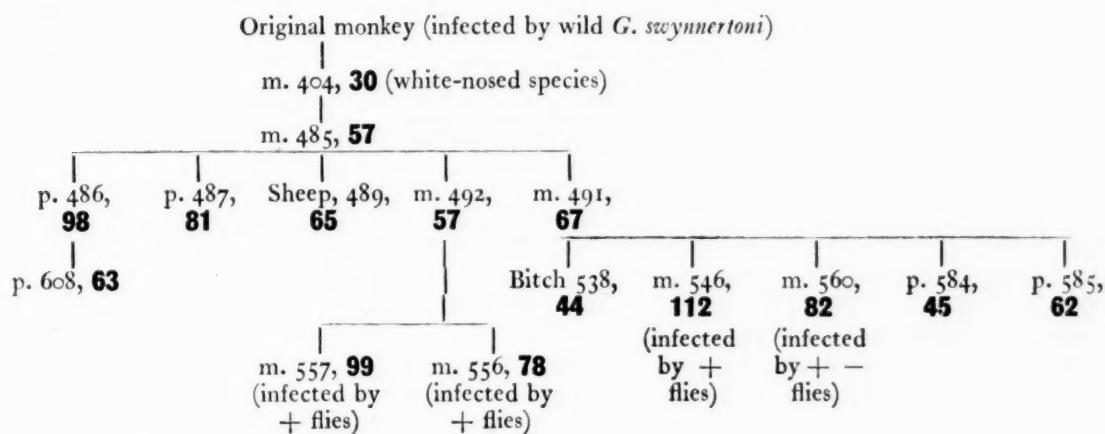 Original monkey (infected by wild G. swynnertoni)
m. 404, 30 (white-nosed species)
m. 485, 57
p. 486, p. 487, Sheep, 489, m. 492, m. 491,
98 81 65 57 67
p. 608, 63 Bitch 538, m. 546, m. 560, p. 584, p. 585,
44 112 82 45 62
(infected (infected
by + by + −
flies) flies)
m. 557, 99 m. 556, 78
(infected by (infected by
+ flies) + flies)